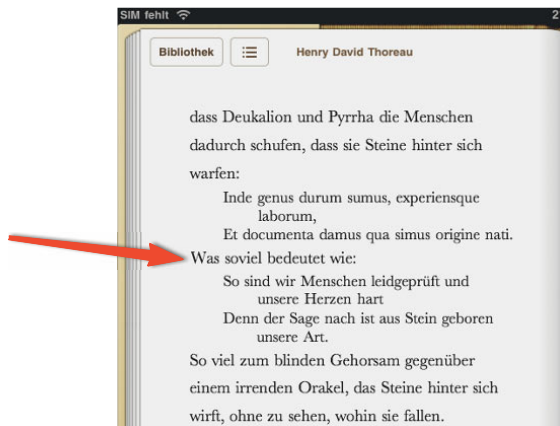 SIM fehlt 2
Bibliothek Henry David Thoreau
dass Deukalion und Pyrrha die Menschen
dadurch schufen, dass sie Steine hinter sich
warfen:
Inde genus durum sumus, experiensque
laborum,
Et documenta damus qua simus origine nati.
Was soviel bedeutet wie:
So sind wir Menschen leidgeprüft und
unsere Herzen hart
Denn der Sage nach ist aus Stein geboren
unsere Art.
So viel zum blinden Gehorsam gegenüber
einem irrenden Orakel, das Steine hinter sich
wirft, ohne zu sehen, wohin sie fallen.